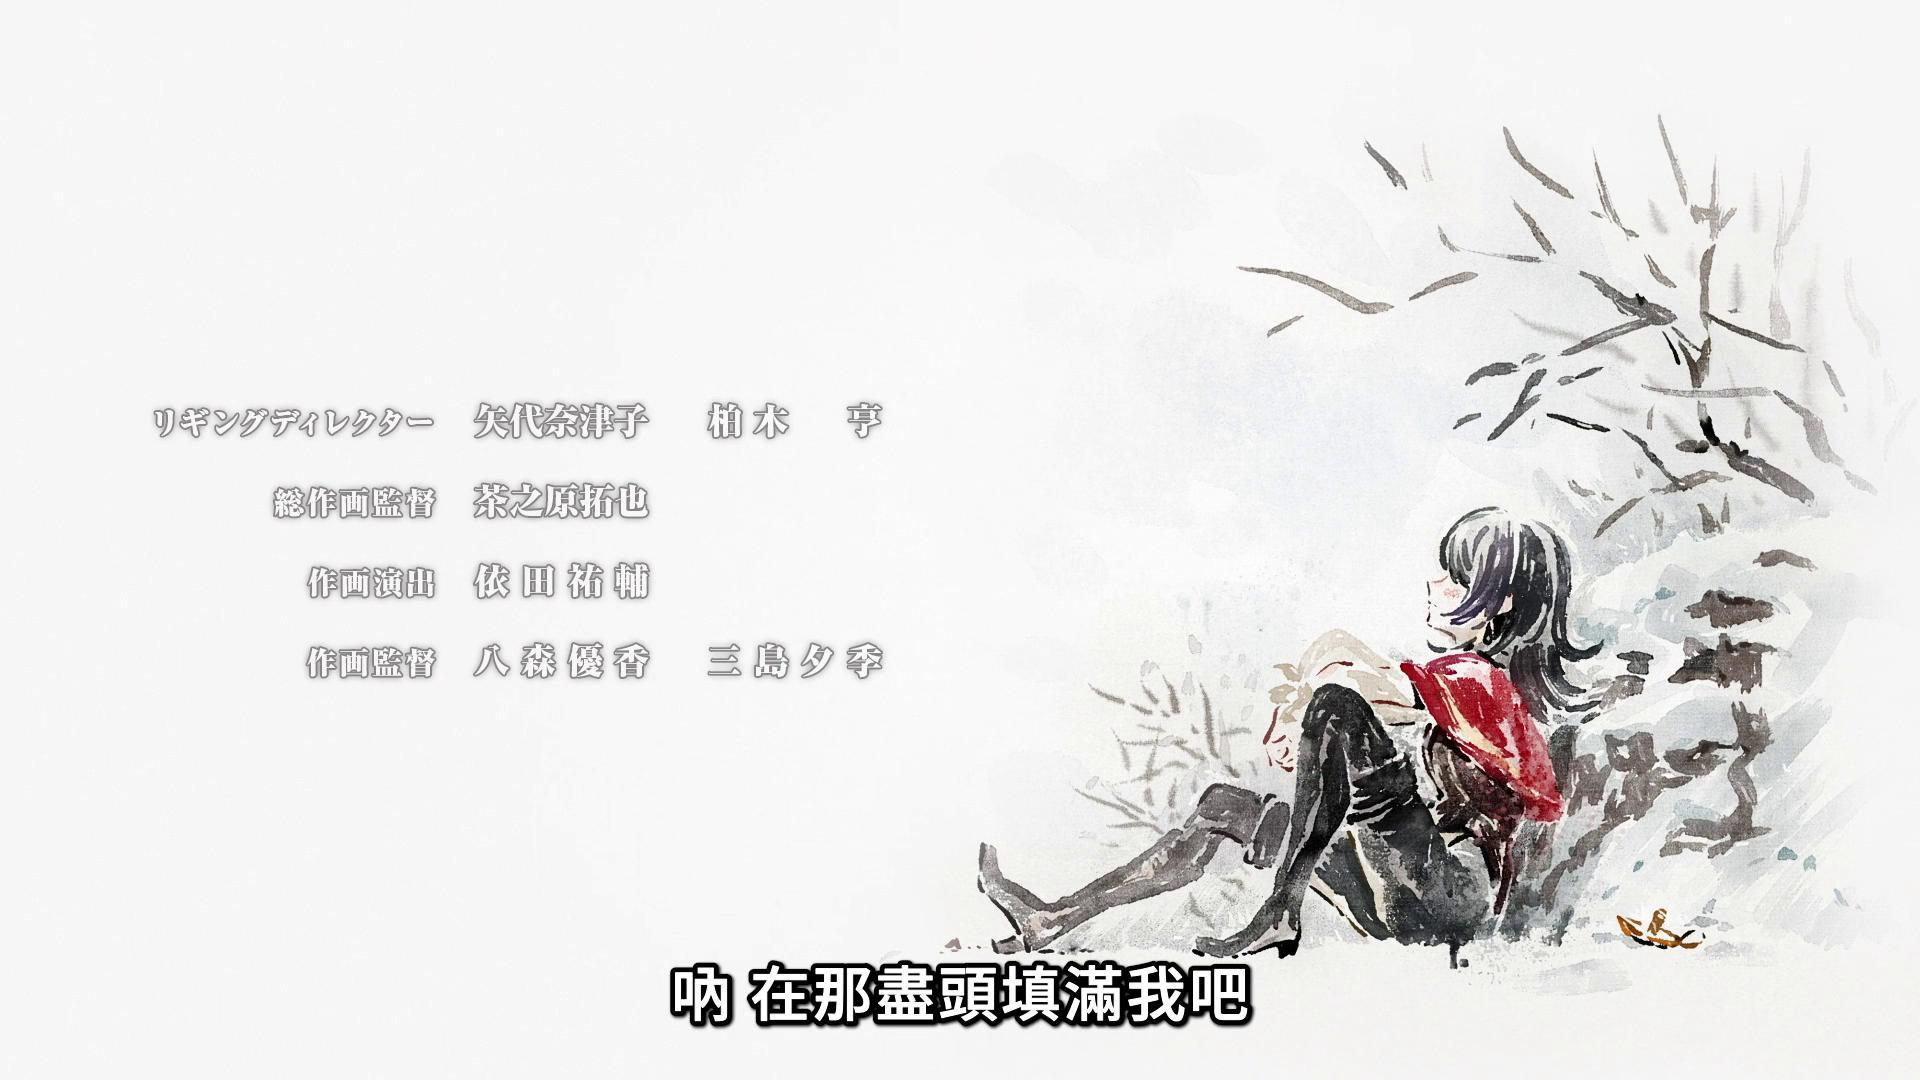 リギングディレクター 矢代奈津子 柏木 亨
総作画監督 茶之原拓也
作画演出 依田祐輔
作画監督 八森優香 三島夕季
吶 在那盡頭填滿我吧